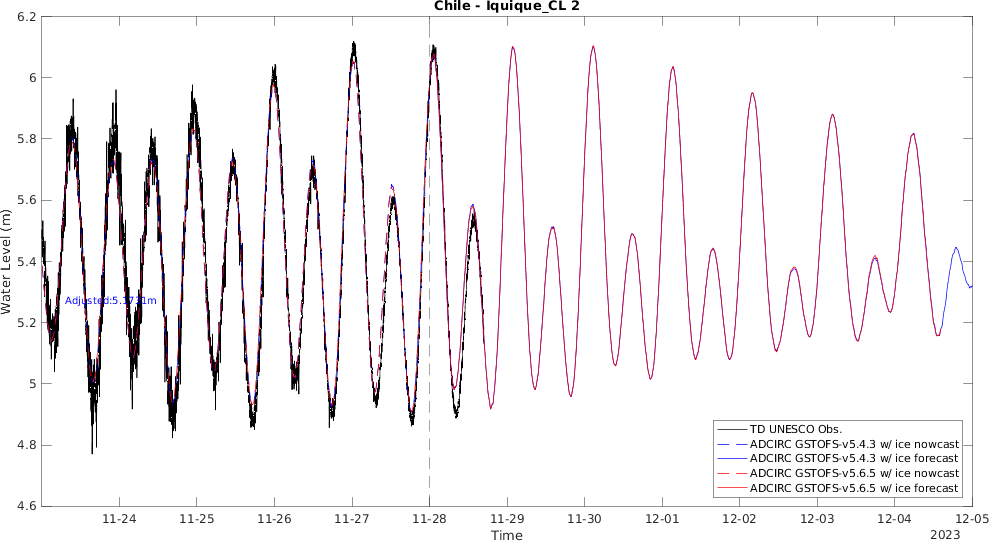 Chile - Iquique_CL 2
Water Level (m)
6.2
6
5.8
5.6
5.4
5.2
5
4.8
4.6
Adjusted:5.1731m
TD UNESCO Obs.
ADCIRC GSTOFS-v5.4.3 w/ ice nowcast
ADCIRC GSTOFS-v5.4.3 w/ ice forecast
ADCIRC GSTOFS-v5.6.5 w/ ice nowcast
ADCIRC GSTOFS-v5.6.5 w/ ice forecast
11-24 11-25 11-26 11-27 11-28 11-29 11-30 12-01 12-02 12-03 12-04 12-05
Time
2023